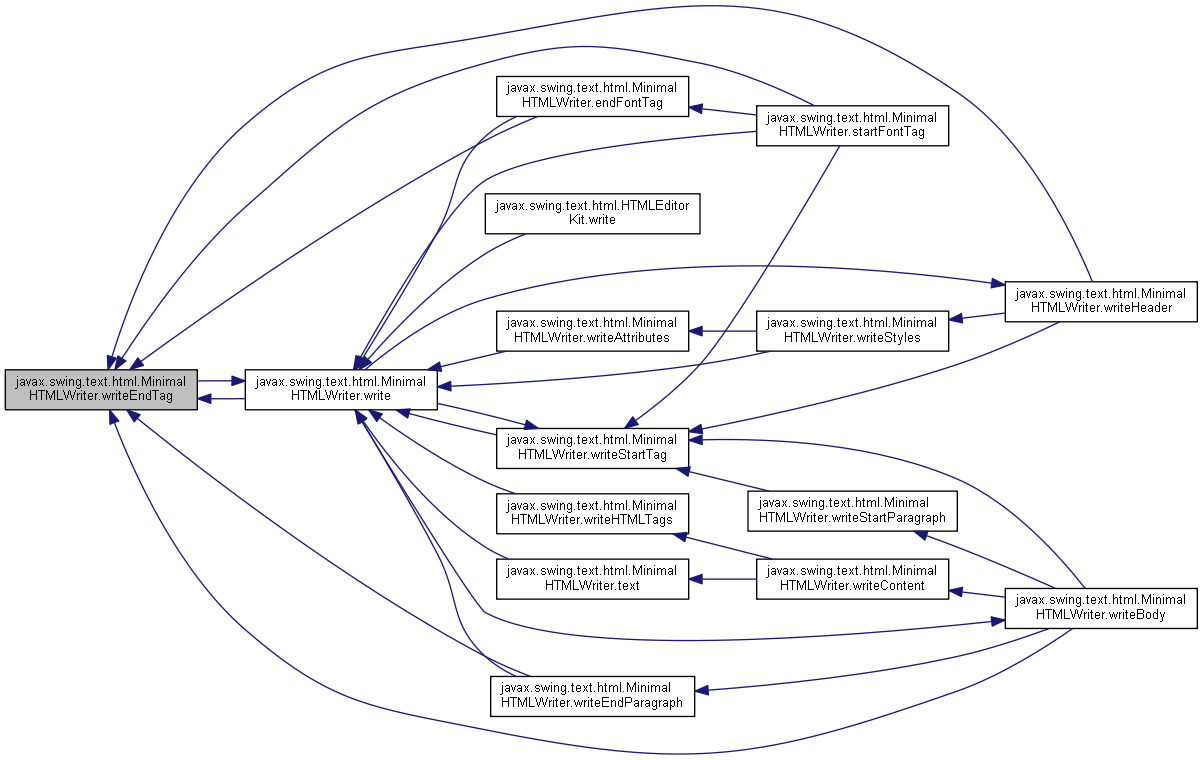 javax.swing.text.html.Minimal
HTMLWriter.endFontTag
javax.swing.text.html.Minimal
HTMLWriter.startFontTag
javax.swing.text.html.HTMLEditor
Kit.write
javax.swing.text.html.Minimal
HTMLWriter.writeHeader
javax.swing.text.html.Minimal
HTMLWriter.writeAttributes
javax.swing.text.html.Minimal
HTMLWriter.writeStyles
javax.swing.text.html.Minimal
HTMLWriter.writeEndTag
javax.swing.text.html.Minimal
HTMLWriter.write
javax.swing.text.html.Minimal
HTMLWriter.writeStartTag
javax.swing.text.html.Minimal
HTMLWriter.writeHTMLTags
javax.swing.text.html.Minimal
HTMLWriter.writeStartParagraph
javax.swing.text.html.Minimal
HTMLWriter.text
javax.swing.text.html.Minimal
HTMLWriter.writeContent
javax.swing.text.html.Minimal
HTMLWriter.writeBody
javax.swing.text.html.Minimal
HTMLWriter.writeEndParagraph